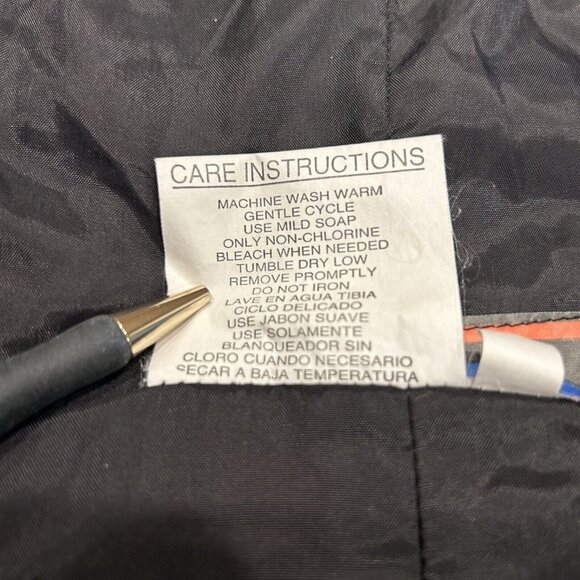 CARE INSTRUCTIONS
MACHINE WASH WARM
GENTLE CYCLE
USE MILD SOAP
ONLY NON-CHLORINE
BLEACH WHEN NEEDED
TUMBLE DRY LOW
REMOVE PROMPTLY
DO NOT IRON
LAVE EN AGUA TIBIA
CICLO DELICADO
USE JABON SUAVE
USE SOLAMENTE
BLANQUEADOR SIN
CLORO CUANDO NECESARIO
SECAR A BAJA TEMPERATURA